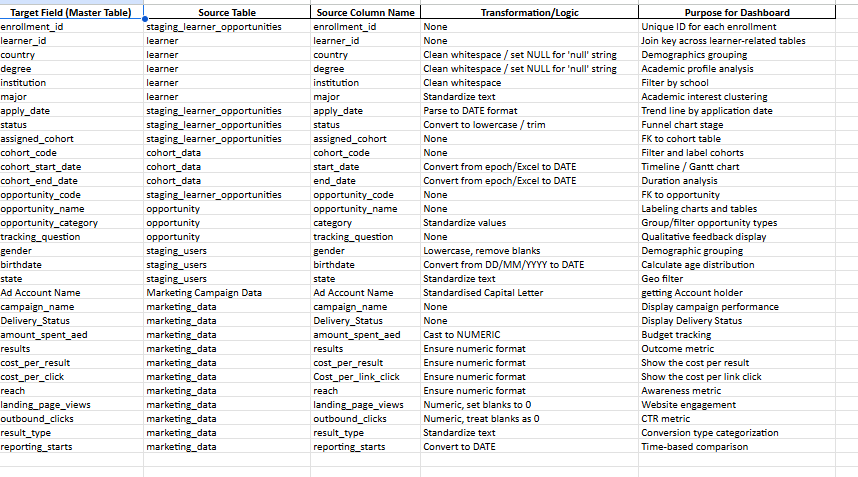 Target Field (Master Table) Source Table Source Column Name Transformation/Logic Purpose for Dashboard
enrollment_id staging_learner_opportunities enrollment_id None Unique ID for each enrollment
learner_id learner learner_id None Join key across learner-related tables
country learner country Clean whitespace / set NULL for 'null' string Demographics grouping
degree learner degree Clean whitespace / set NULL for 'null' string Academic profile analysis
institution learner institution Clean whitespace Filter by school
major learner major Standardize text Academic interest clustering
apply_date staging_learner_opportunities apply_date Parse to DATE format Trend line by application date
status staging_learner_opportunities status Convert to lowercase / trim Funnel chart stage
assigned_cohort staging_learner_opportunities assigned_cohort None FK to cohort table
cohort_code cohort_data cohort_code None Filter and label cohorts
cohort_start_date cohort_data start_date Convert from epoch/Excel to DATE Timeline / Gantt chart
cohort_end_date cohort_data end_date Convert from epoch/Excel to DATE Duration analysis
opportunity_code staging_learner_opportunities opportunity_code None FK to opportunity
opportunity_name opportunity opportunity_name None Labeling charts and tables
opportunity_category opportunity category Standardize values Group/filter opportunity types
tracking_question opportunity tracking_question None Qualitative feedback display
gender staging_users gender Lowercase, remove blanks Demographic grouping
birthdate staging_users birthdate Convert from DD/MM/YYYY to DATE Calculate age distribution
state staging_users state Standardize text Geo filter
Ad Account Name Marketing Campaign Data Ad Account Name Standardised Capital Letter getting Account holder
campaign_name marketing_data campaign_name None Display campaign performance
Delivery_Status marketing_data Delivery_Status None Display Delivery Status
amount_spent_aed marketing_data amount_spent_aed Cast to NUMERIC Budget tracking
results marketing_data results Ensure numeric format Outcome metric
cost_per_result marketing_data cost_per_result Ensure numeric format Show the cost per result
cost_per_click marketing_data Cost_per_link_click Ensure numeric format Show the cost per link click
reach marketing_data reach Ensure numeric format Awareness metric
landing_page_views marketing_data landing_page_views Numeric, set blanks to 0 Website engagement
outbound_clicks marketing_data outbound_clicks Numeric, treat blanks as 0 CTR metric
result_type marketing_data result_type Standardize text Conversion type categorization
reporting_starts marketing_data reporting_starts Convert to DATE Time-based comparison